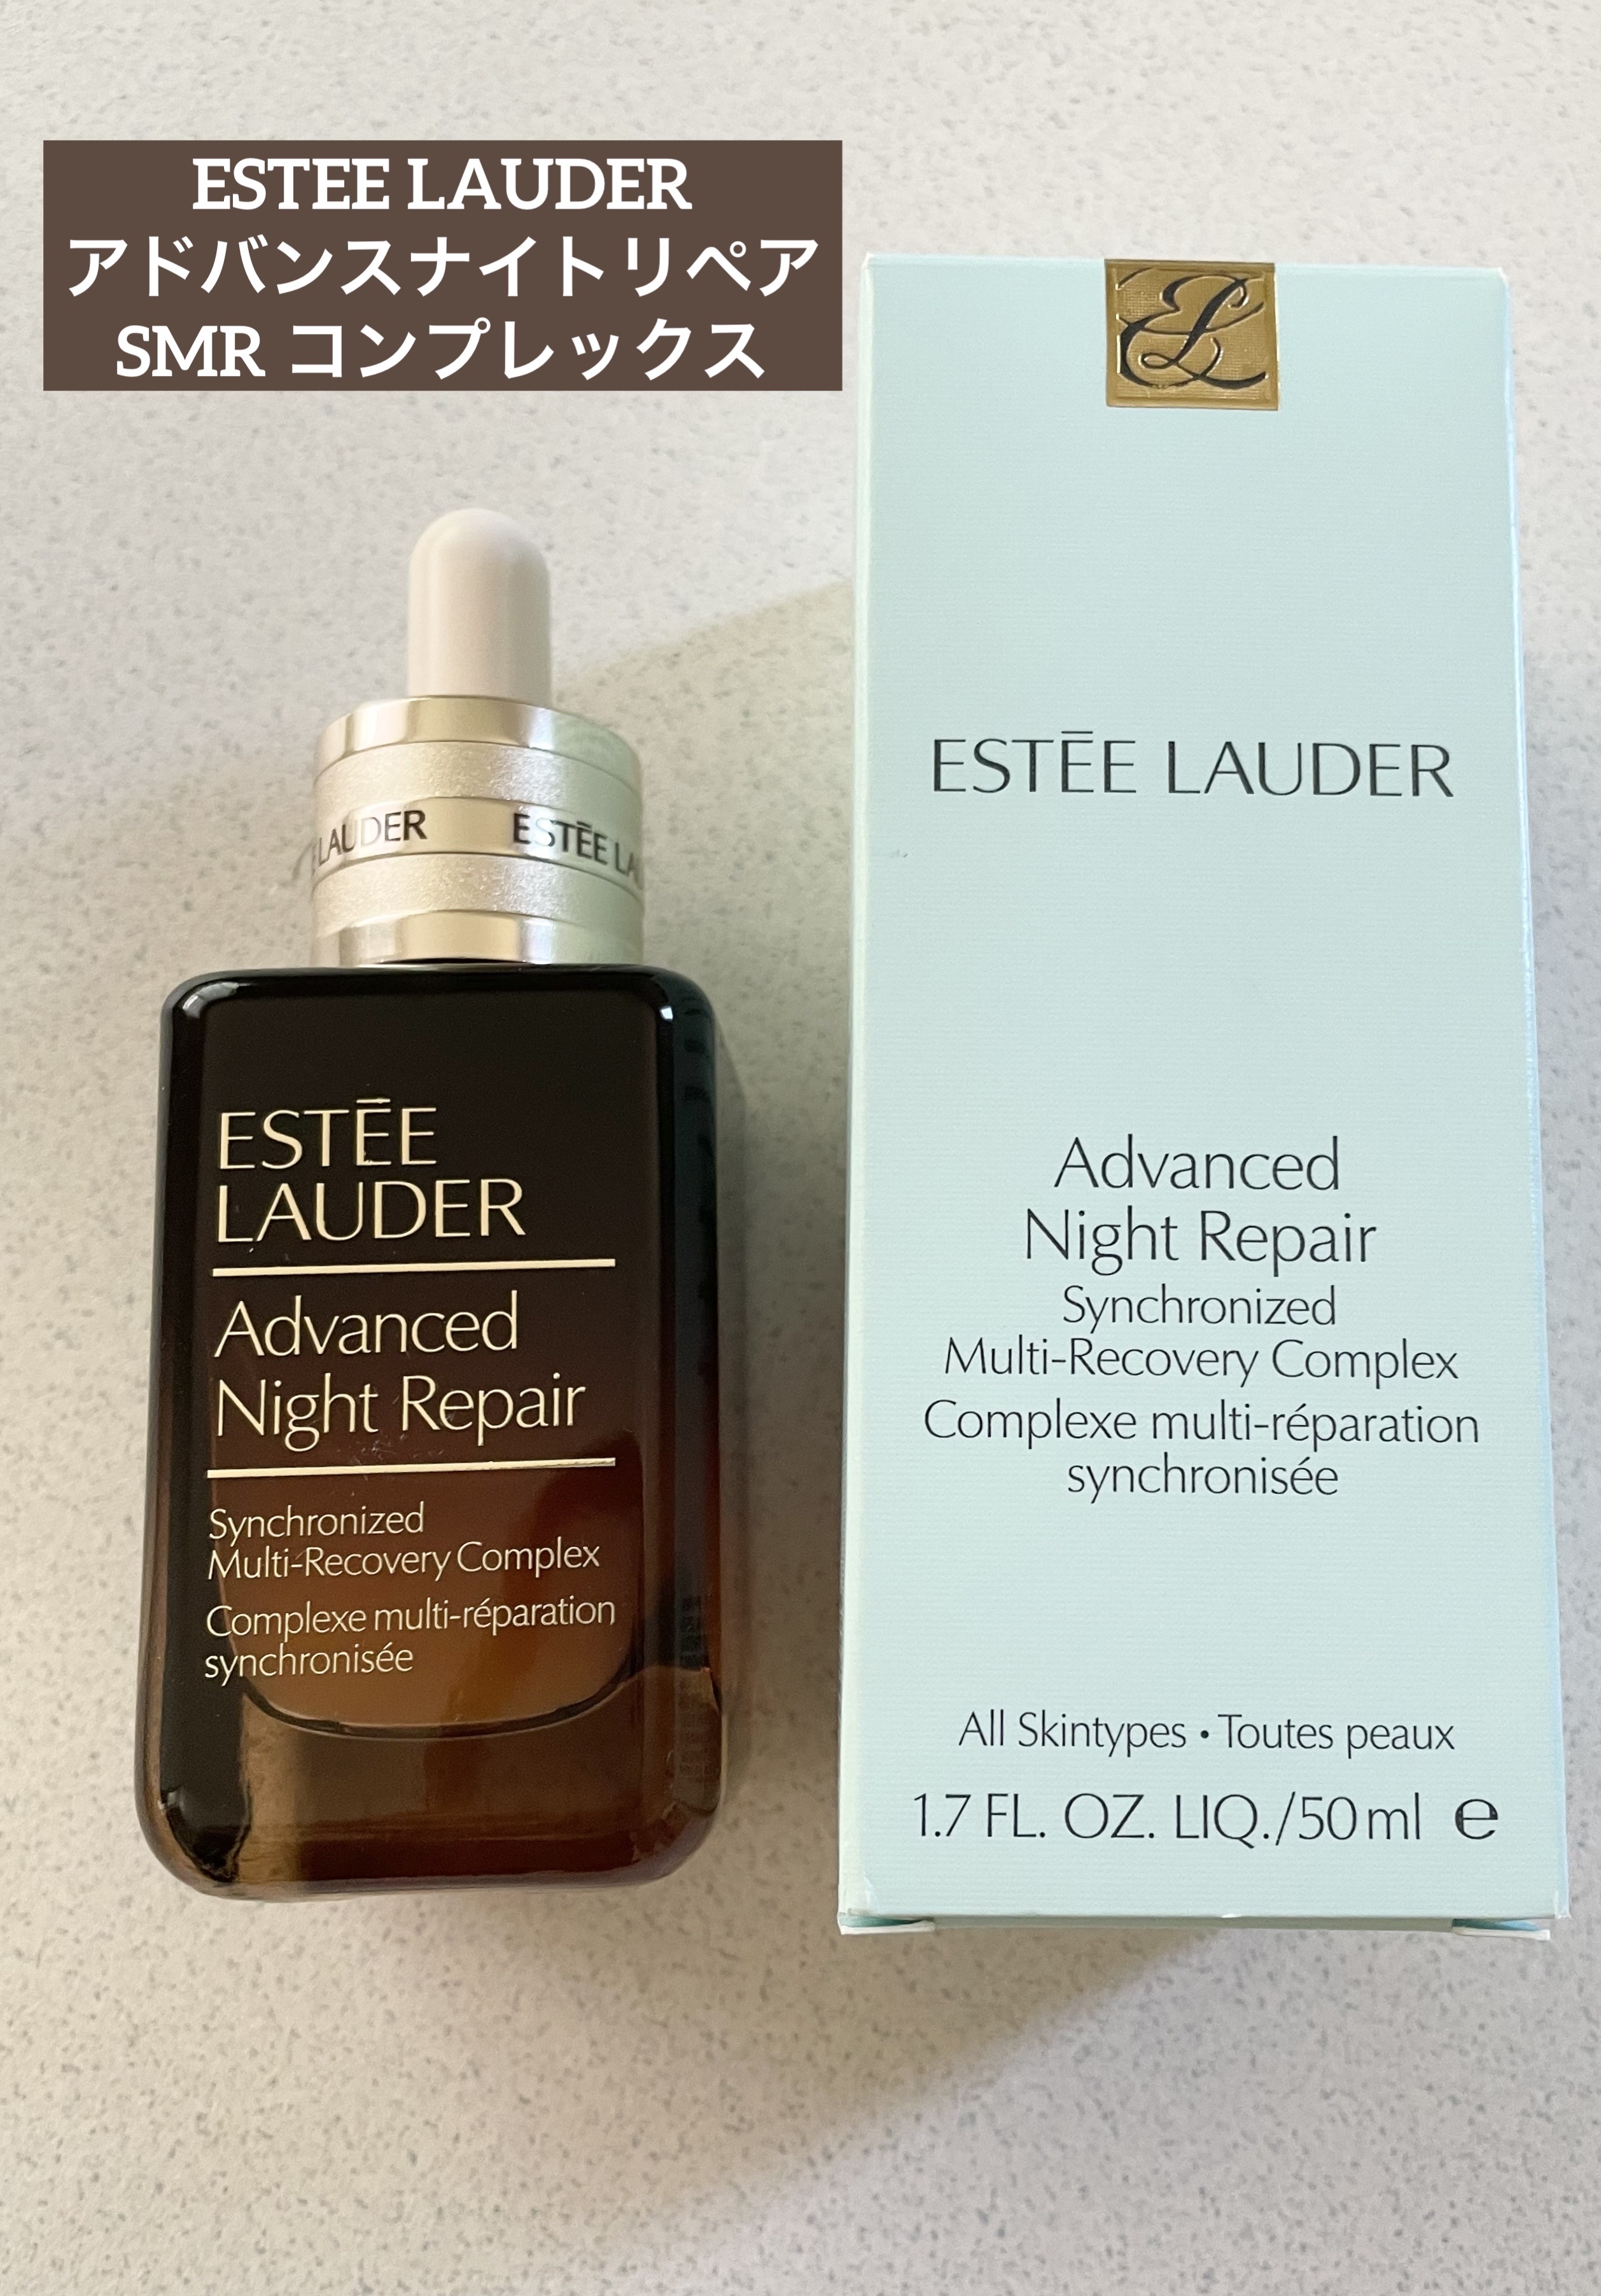 ESTEE LAUDER
アドバンスナイトリペア
SMR コンプレックス
LAUDER ESTĒE LA
ESTĒE
LAUDER
Advanced
Night Repair
Synchronized
Multi-Recovery Complex
Complexe multi-réparation
synchronisée
EL
ESTĒE LAUDER
Advanced
Night Repair
Synchronized
Multi-Recovery Complex
Complexe multi-réparation
synchronisée
All Skintypes • Toutes peaux
1.7 FL. OZ. LIQ./50 ml ℮